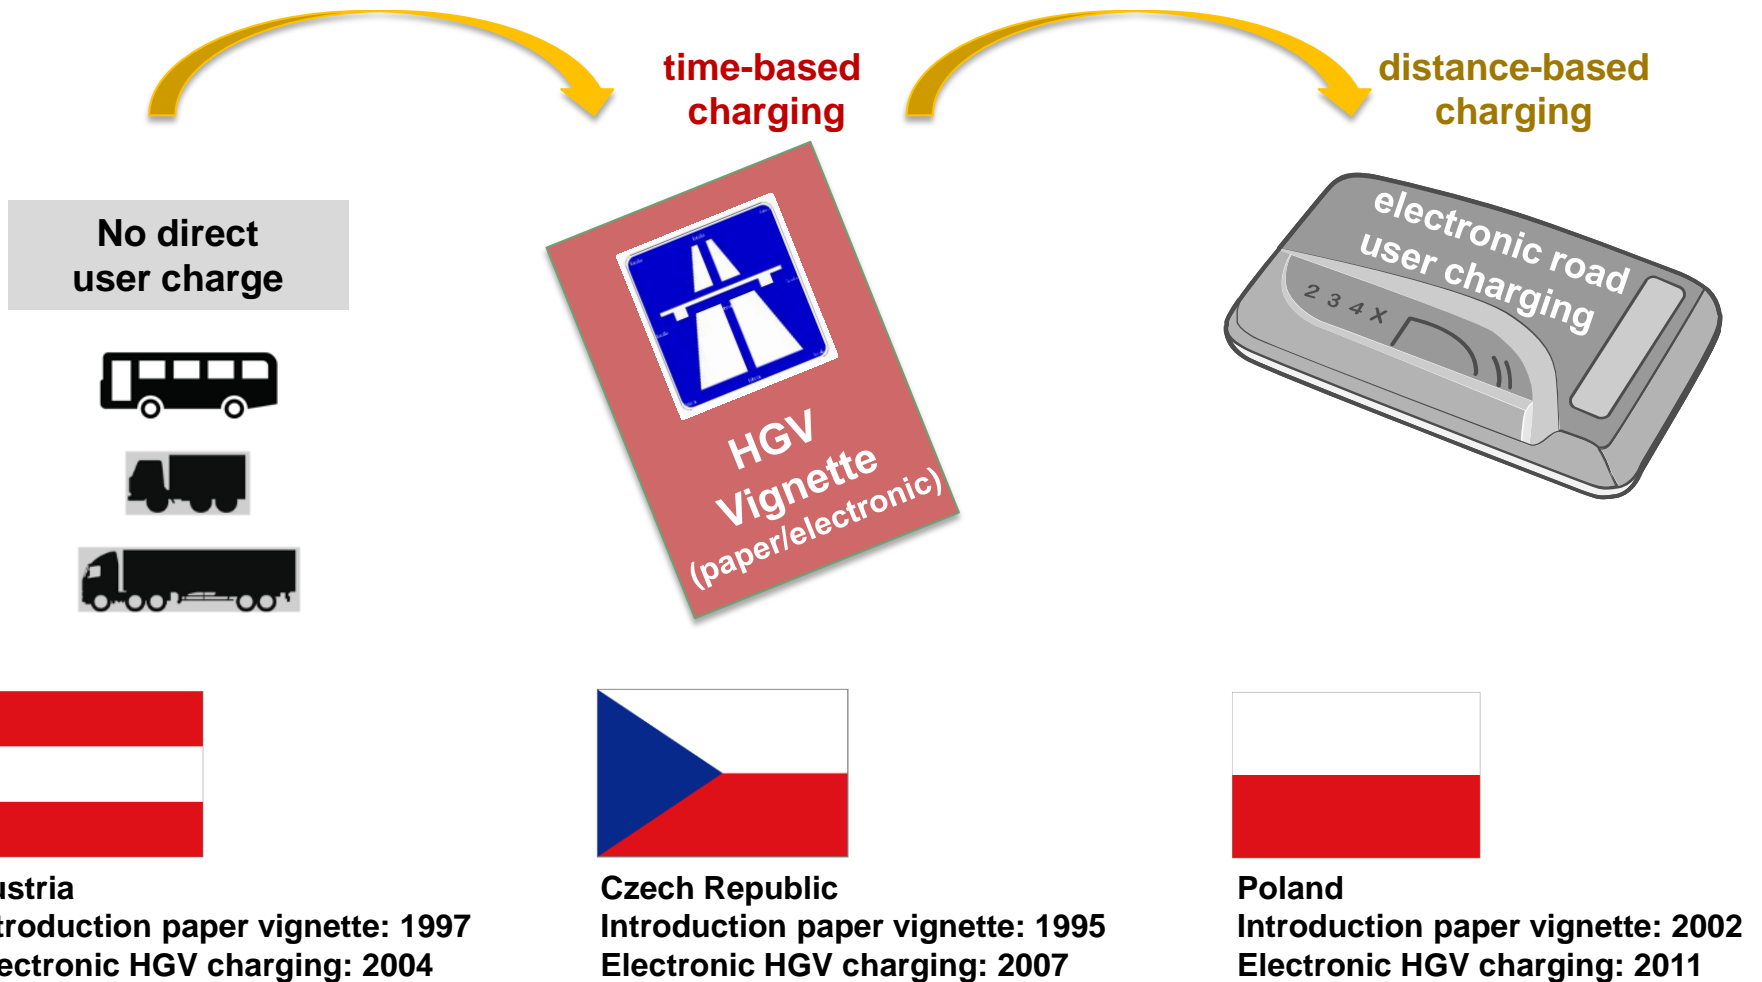 time-based
charging
distance-based
charging
No direct
user charge
HGV
Vignette
(paper/electronic)
electronic road
user charging
2 3 4 X
ustria
troduction paper vignette: 1997
ectronic HGV charging: 2004
Czech Republic
Introduction paper vignette: 1995
Electronic HGV charging: 2007
Poland
Introduction paper vignette: 2002
Electronic HGV charging: 2011